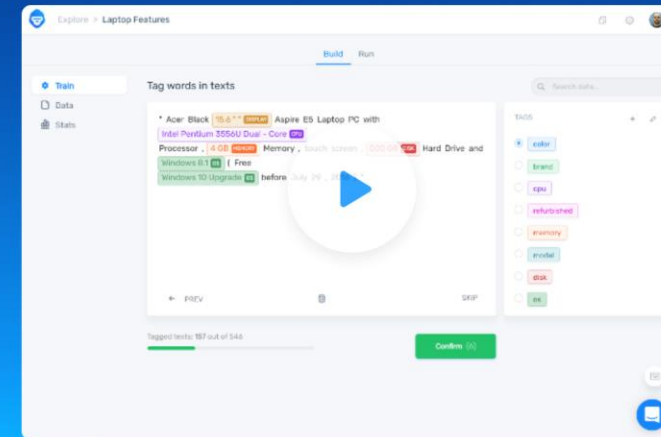 Explore > Laptop Features
Build Run
Train
Data
Stats
Tag words in texts
Search data...
" Acer Black 15.6 " " DISPLAY Aspire E5 Laptop PC with
Intel Pentium 3556U Dual - Core CPU
Processor , 4 GB MEMORY Memory , touch screen , 500 GB DISK Hard Drive and
Windows 8.1 OS ( Free
Windows 10 Upgrade OS before July 29 ,
TAGS
color
brand
cpu
refurbished
memory
model
disk
os
← PREV
SKIP
Tagged texts: 157 out of 546
Confirm [6]